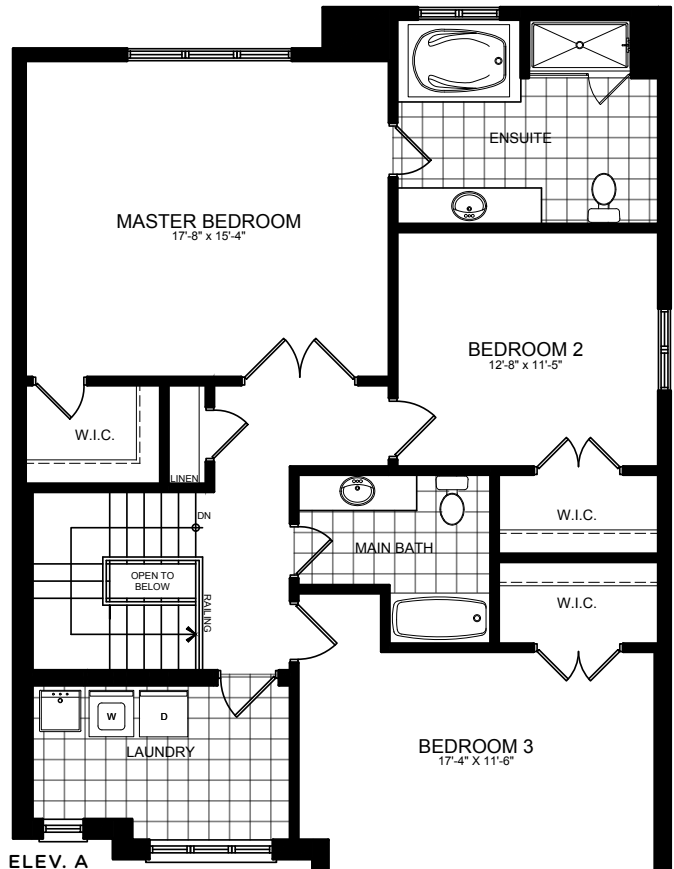 ENSUITE
MASTER BEDROOM
17'-8" x 15'-4"
BEDROOM 2
12'-8" x 11'-5"
W.I.C.
LINEN
DN
W.I.C.
MAIN BATH
OPEN TO
BELOW
RAILING
W.I.C.
W
D
LAUNDRY
BEDROOM 3
17'-4" X 11'-6"
ELEV. A